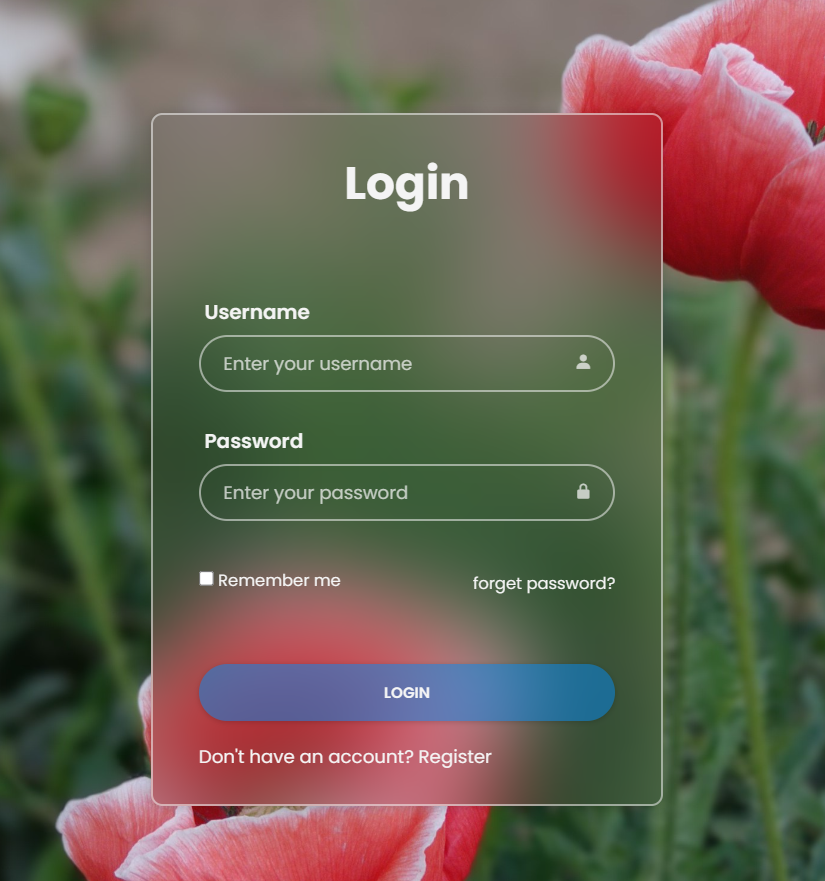 Login
Username
Enter your username
Password
Enter your password
Remember me
forget password?
LOGIN
Don't have an account? Register